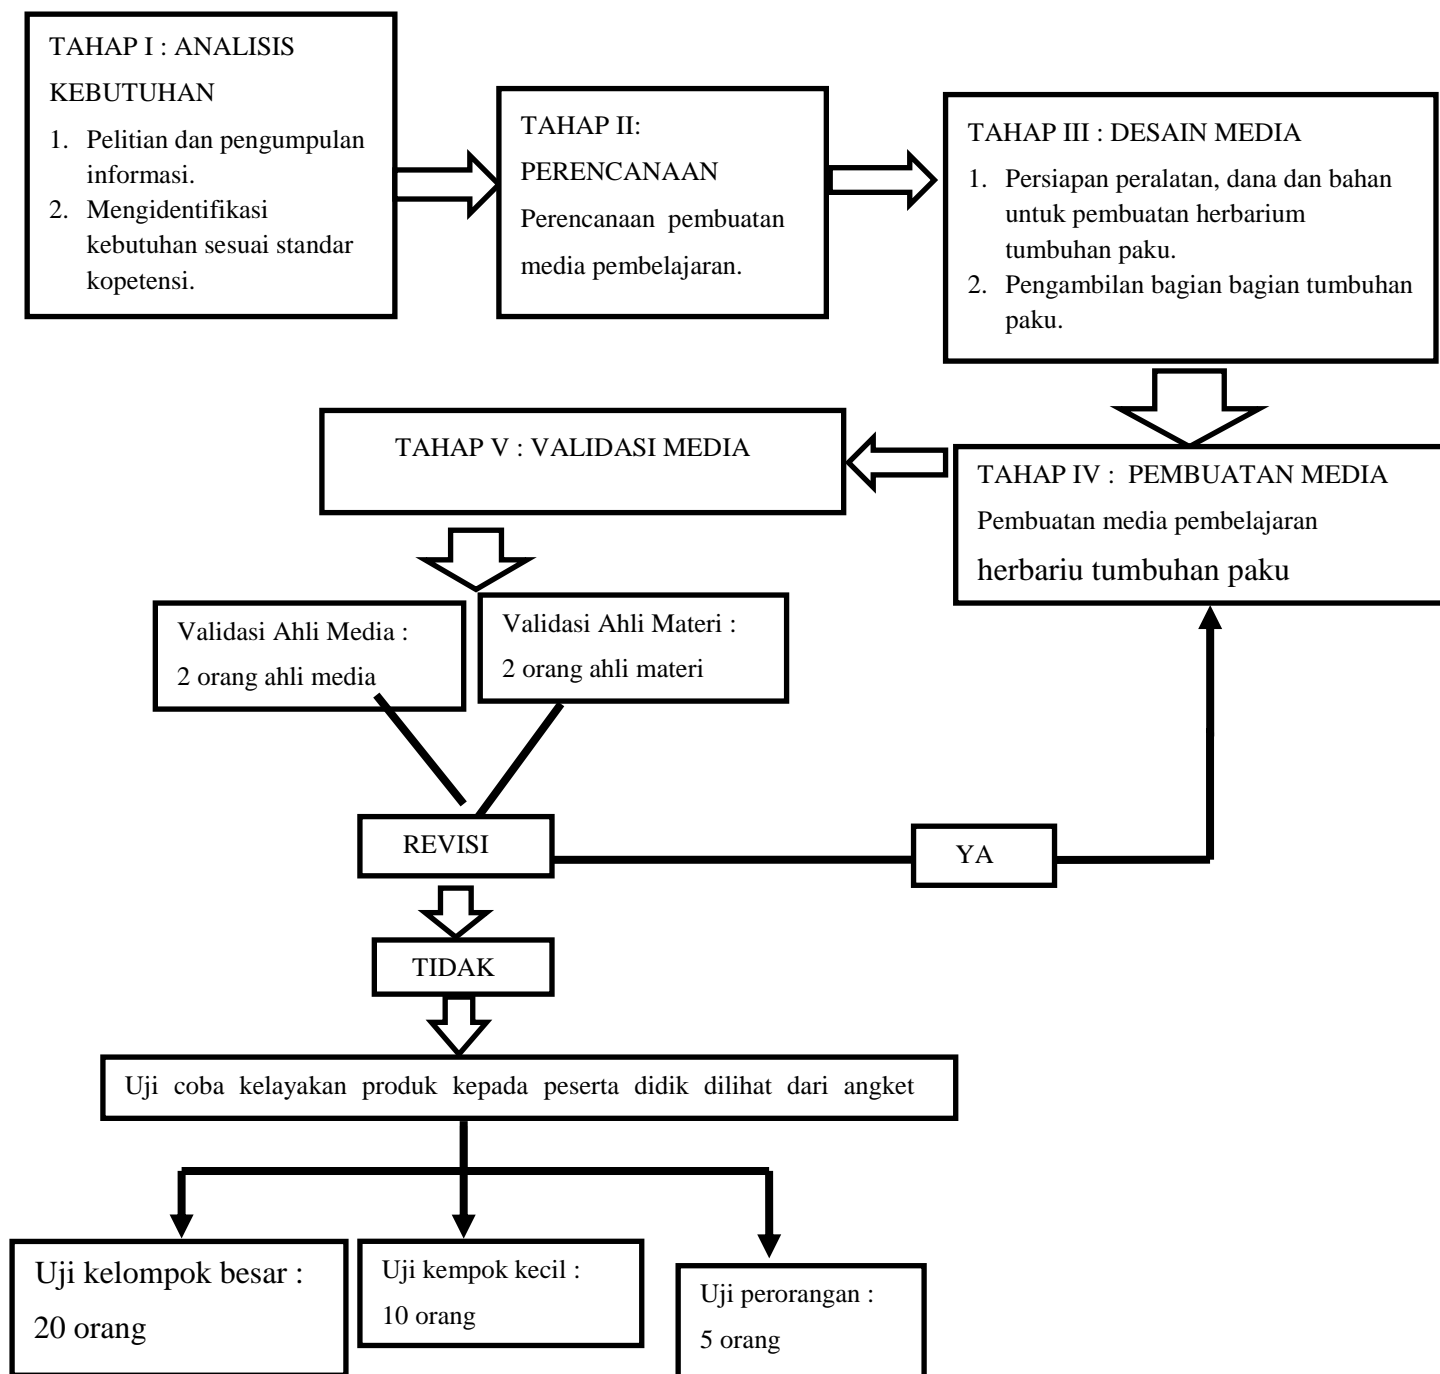 TAHAP I : ANALISIS
KEBUTUHAN
1. Pelitian dan pengumpulan
informasi.
2. Mengidentifikasi
kebutuhan sesuai standar
kopetensi.
TAHAP II:
PERENCANAAN
Perencanaan pembuatan
media pembelajaran.
TAHAP III : DESAIN MEDIA
1. Persiapan peralatan, dana dan bahan
untuk pembuatan herbarium
tumbuhan paku.
2. Pengambilan bagian bagian tumbuhan
paku.
TAHAP IV : PEMBUATAN MEDIA
Pembuatan media pembelajaran
herbariu tumbuhan paku
TAHAP V : VALIDASI MEDIA
Validasi Ahli Media :
2 orang ahli media
Validasi Ahli Materi :
2 orang ahli materi
REVISI
YA
TIDAK
Uji coba kelayakan produk kepada peserta didik dilihat dari angket
Uji kelompok besar :
20 orang
Uji kempok kecil :
10 orang
Uji perorangan :
5 orang